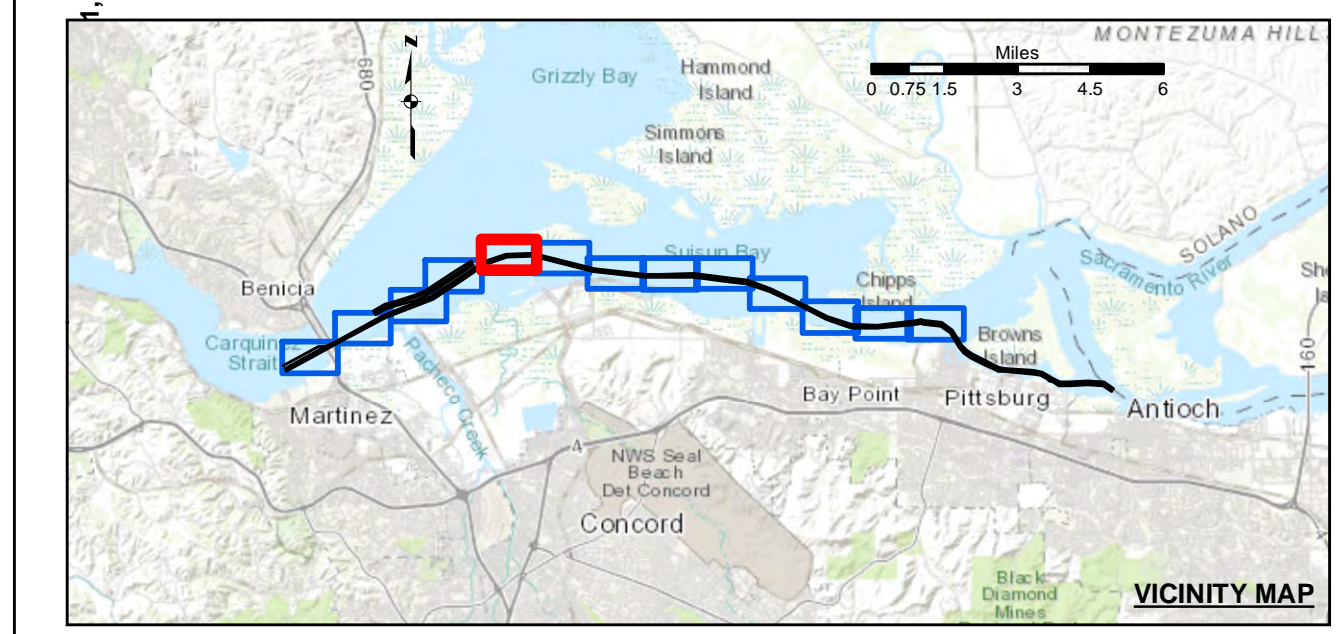 MONTEZUMA HILL
Miles
0 0.75 1.5 3 4.5 6
N
680
Grizzly Bay
Hammond
Island
Simmons
Island
SOLANO
Sacramento River
Suisun Bay
Chipps
Island
Benicia
Carquinez
Strait
Browns
Island
160
Pacheco Creek
Martinez
Bay Point
Pittsburg
Antioch
4
NWS Seal
Beach
Det Concord
Concord
Black
Diamond
Mines
VICINITY MAP